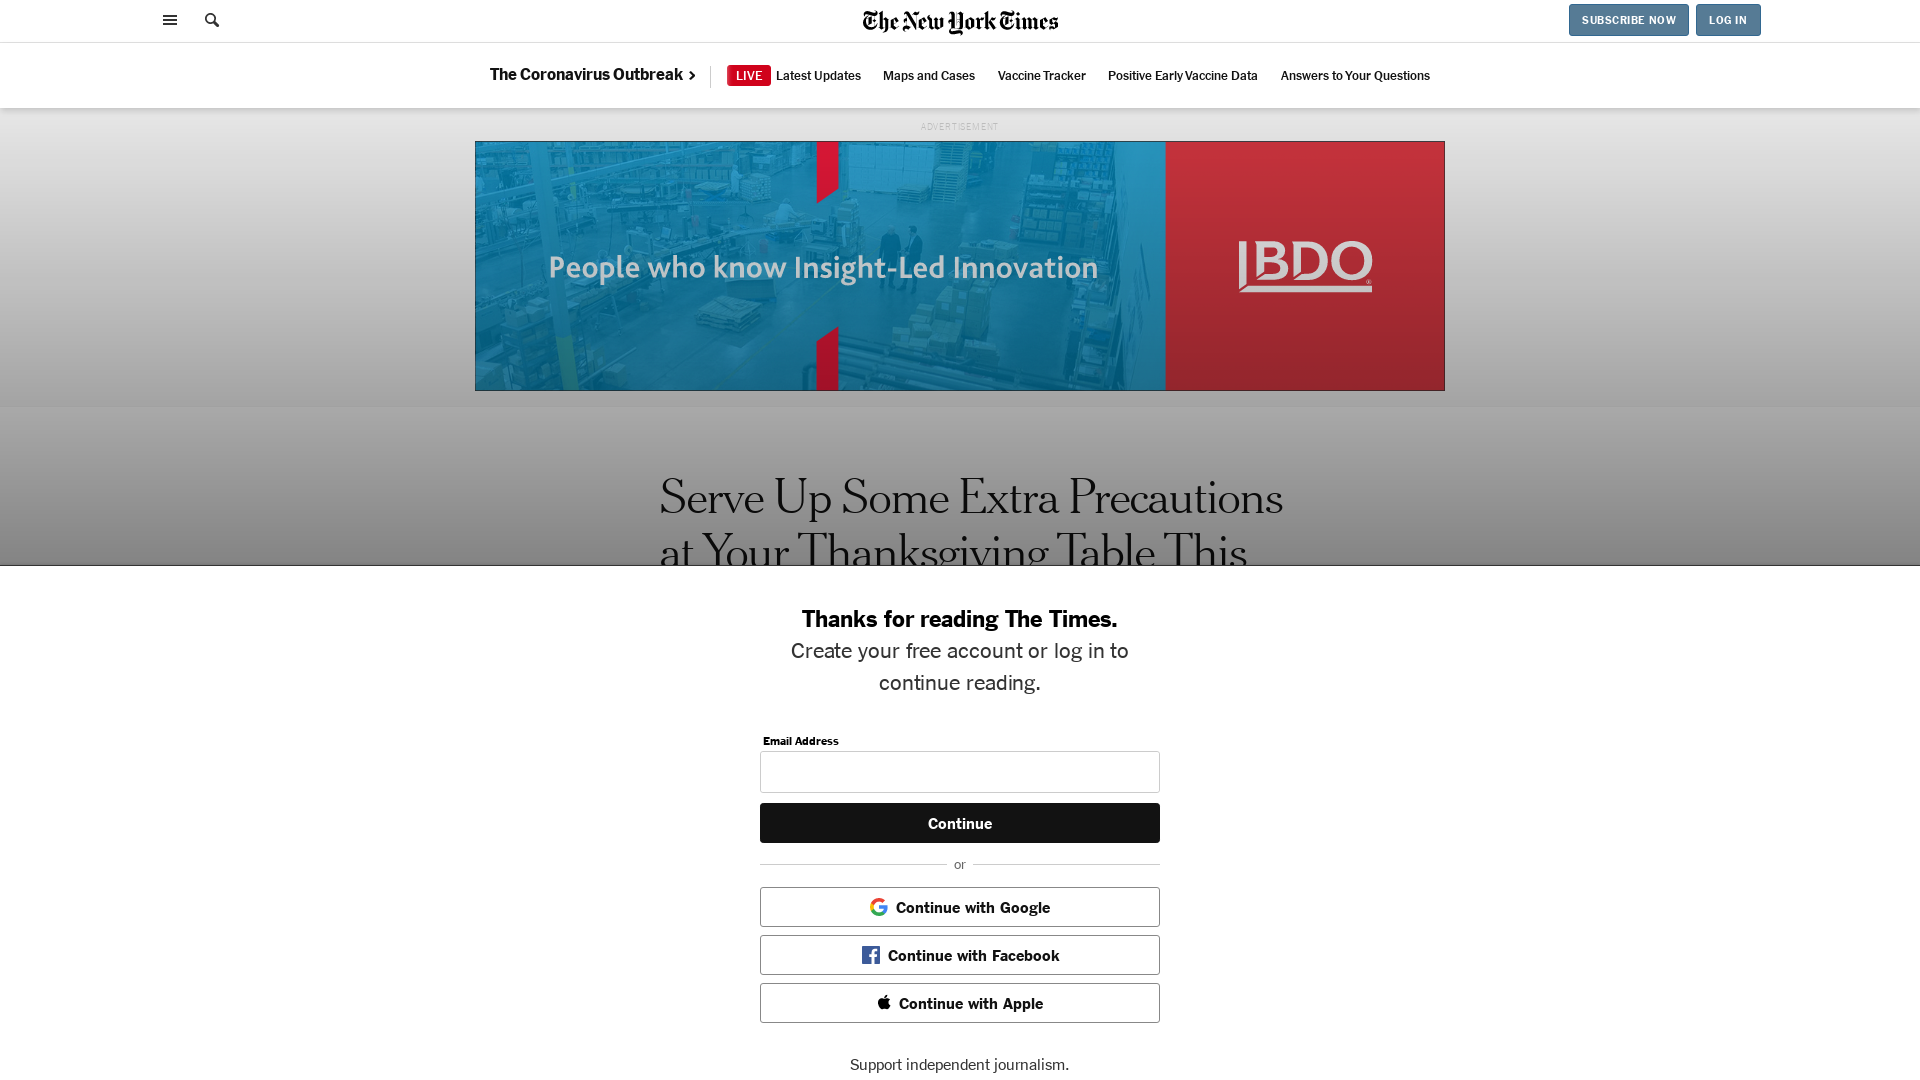 The New York Times
SUBSCRIBE NOW
LOG IN
The Coronavirus Outbreak
LIVE Latest Updates
Maps and Cases
Vaccine Tracker
Positive Early Vaccine Data
Answers to Your Questions
ADVERTISEMENT
People who know Insight-Led Innovation
BDO
Serve Up Some Extra Precautions
at Your Thanksgiving Table This
Thanks for reading The Times.
Create your free account or log in to
continue reading.
Email Address
Continue
or
Continue with Google
Continue with Facebook
Continue with Apple
Support independent journalism.